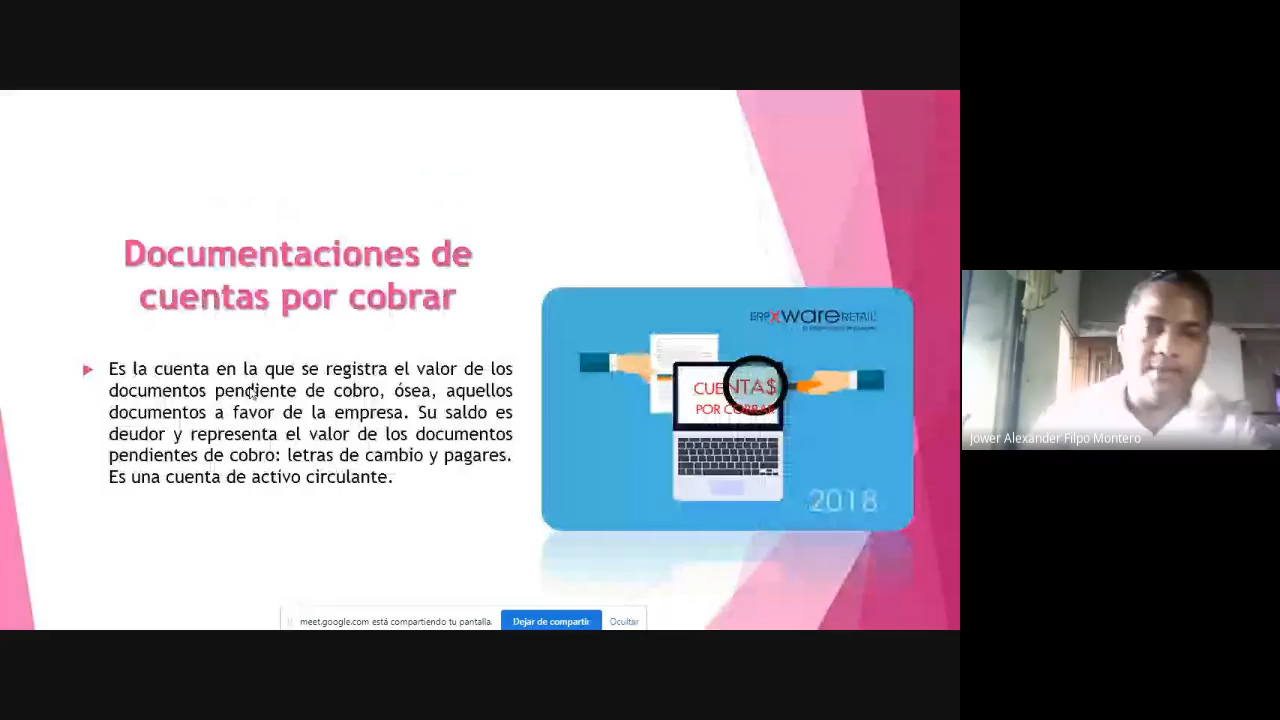 Documentaciones de
cuentas por cobrar
Es la cuenta en la que se registra el valor de los
documentos pendiente de cobro, ósea, aquellos
documentos a favor de la empresa. Su saldo es
deudor y representa el valor de los documentos
pendientes de cobro: letras de cambio y pagares.
Es una cuenta de activo circulante.
ERP xware RETAIL
CUENTA$
POR COBRAR
2018
meet.google.com está compartiendo tu pantalla.
Dejar de compartir
Ocultar
Jower Alexander Filpo Montero